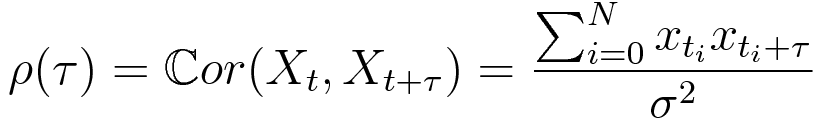 ρ(τ) = ℂor(X_t, X_{t+τ}) = \frac{\sum_{i=0}^{N} x_{t_i} x_{t_i+τ}}{σ^2}